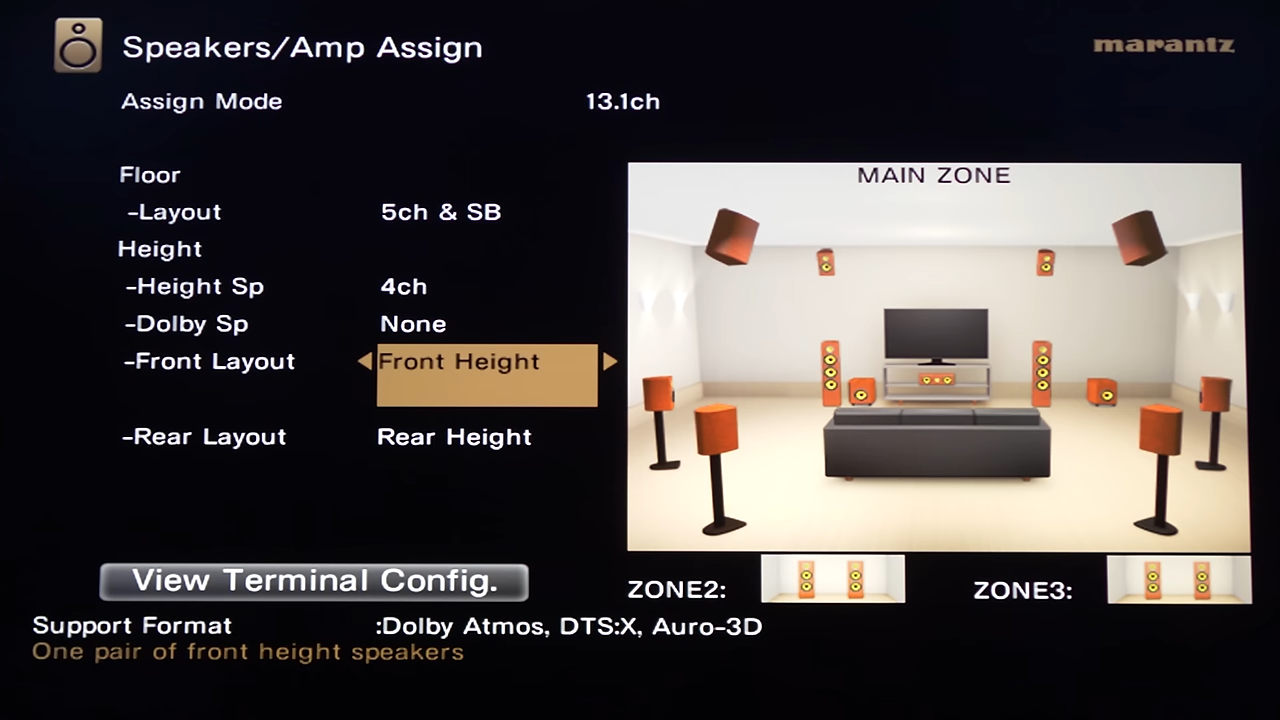 Speakers/Amp Assign
marantz
Assign Mode 13.1ch
Floor
-Layout 5ch & SB
Height
-Height Sp 4ch
-Dolby Sp None
-Front Layout Front Height
-Rear Layout Rear Height
MAIN ZONE
View Terminal Config.
ZONE2:
ZONE3:
Support Format :Dolby Atmos, DTS:X, Auro-3D
One pair of front height speakers